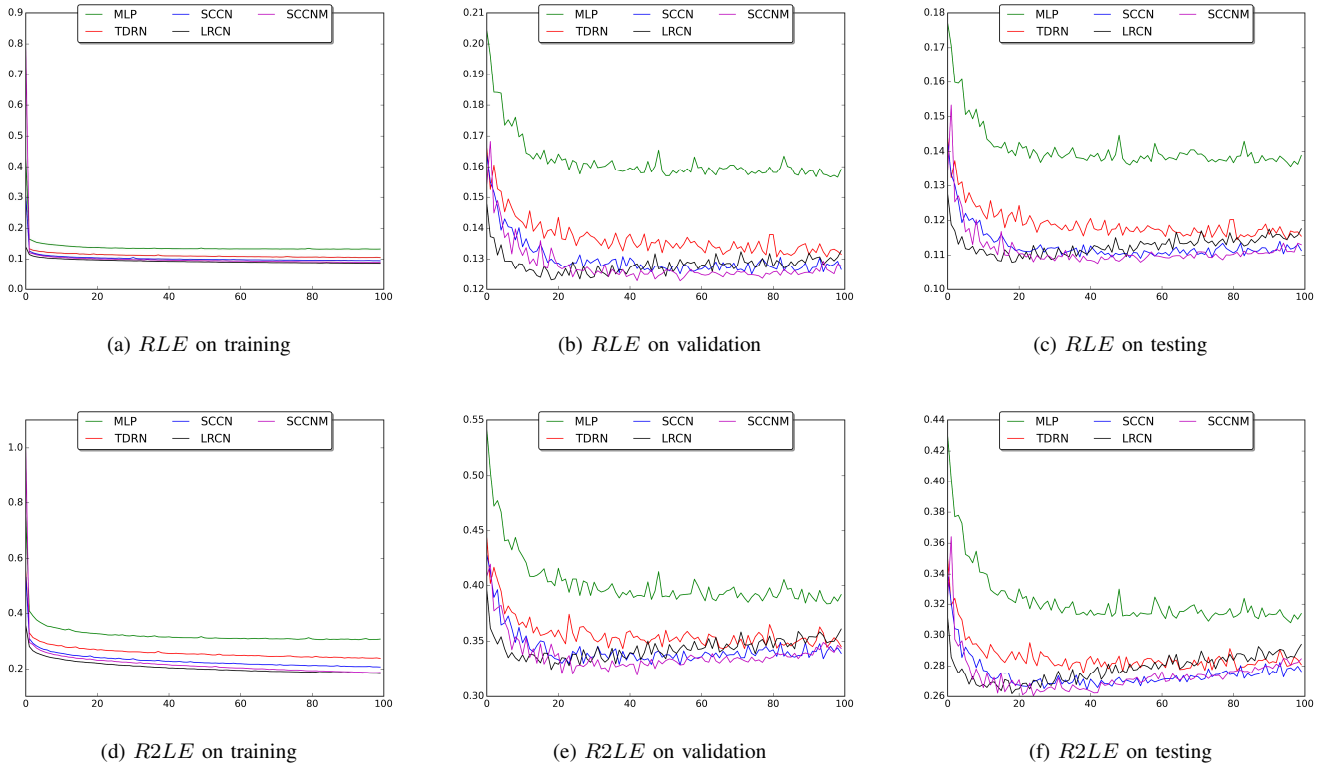 MLP SCCN SCCNM
TDRN LRCN
0.9
0.8
0.7
0.6
0.5
0.4
0.3
0.2
0.1
0.0
0 20 40 60 80 100
(a) RLE on training
MLP SCCN SCCNM
TDRN LRCN
0.21
0.20
0.19
0.18
0.17
0.16
0.15
0.14
0.13
0.12
0 20 40 60 80 100
(b) RLE on validation
MLP SCCN SCCNM
TDRN LRCN
0.18
0.17
0.16
0.15
0.14
0.13
0.12
0.11
0.10
0 20 40 60 80 100
(c) RLE on testing
MLP SCCN SCCNM
TDRN LRCN
1.0
0.8
0.6
0.4
0.2
0 20 40 60 80 100
(d) R2LE on training
MLP SCCN SCCNM
TDRN LRCN
0.55
0.50
0.45
0.40
0.35
0.30
0 20 40 60 80 100
(e) R2LE on validation
MLP SCCN SCCNM
TDRN LRCN
0.44
0.42
0.40
0.38
0.36
0.34
0.32
0.30
0.28
0.26
0 20 40 60 80 100
(f) R2LE on testing